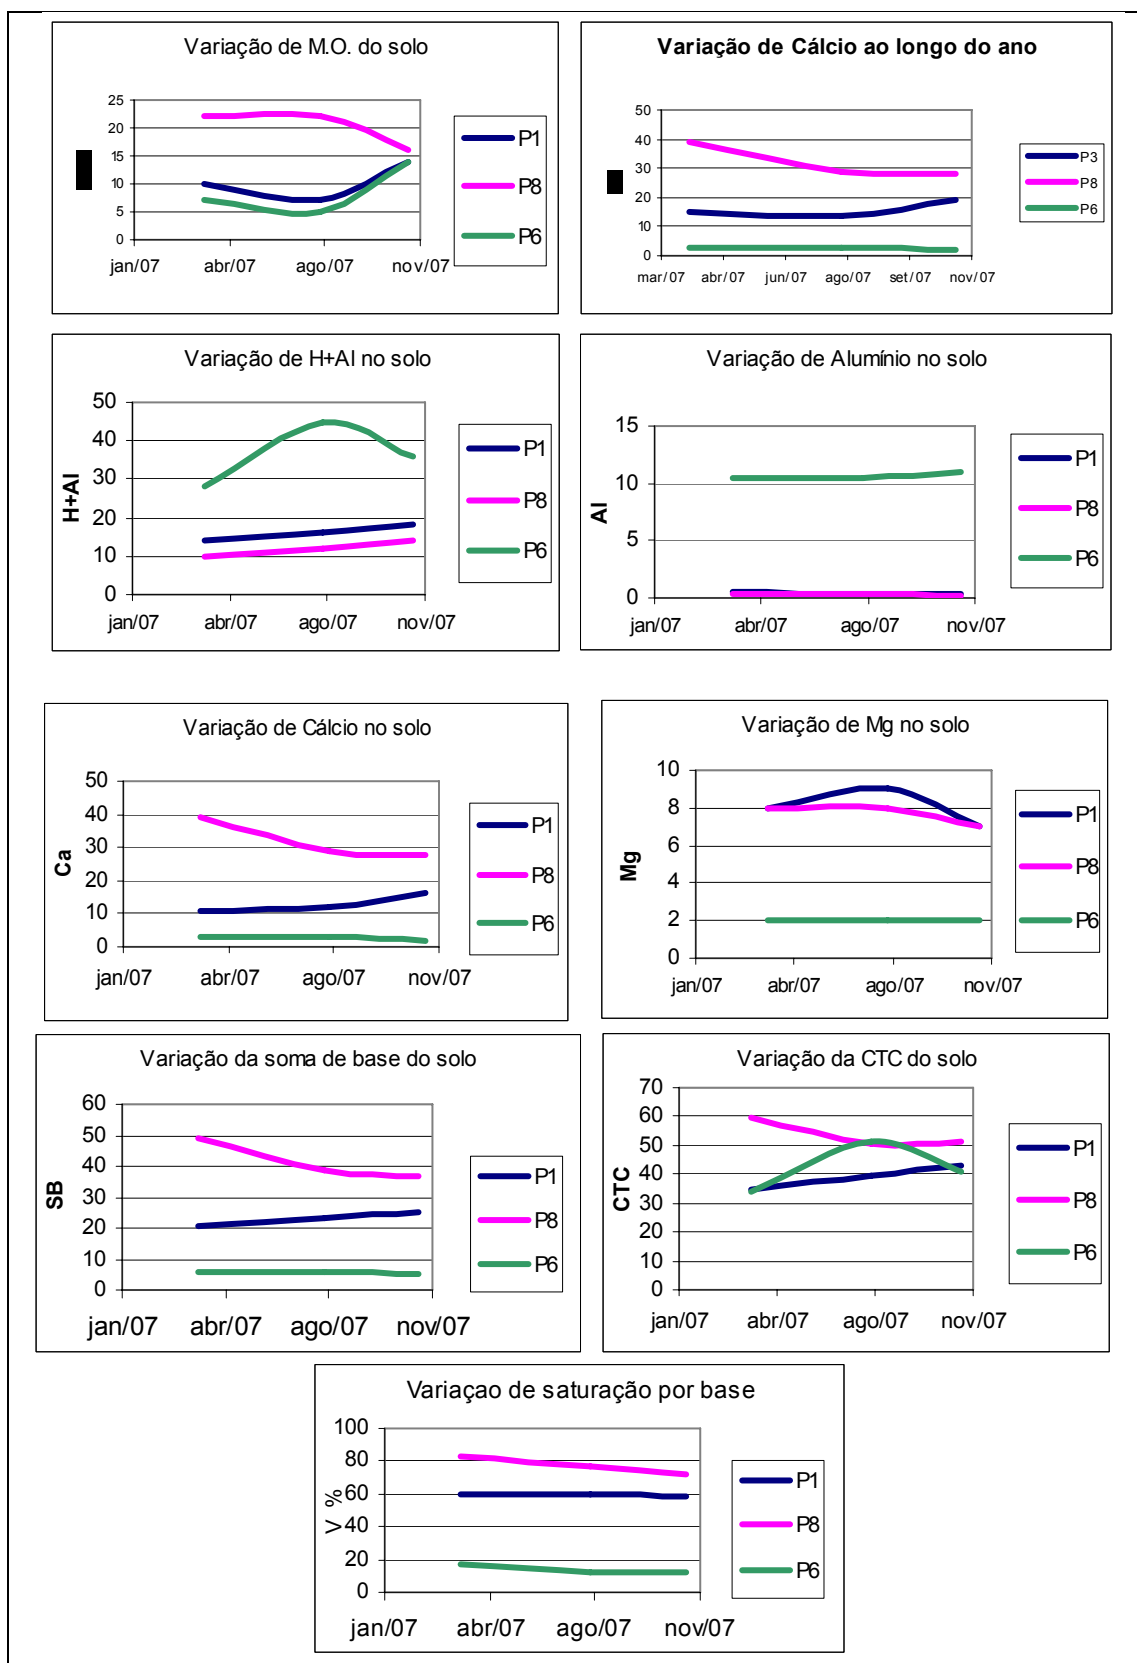 Variação de M.O. do solo
25
20
15
10
5
0
jan/07 abr/07 ago/07 nov/07
P1
P8
P6
Variação de Cálcio ao longo do ano
50
40
30
20
10
0
mar/07 abr/07 jun/07 ago/07 set/07 nov/07
P3
P8
P6
Variação de H+Al no solo
H+Al
50
40
30
20
10
0
jan/07 abr/07 ago/07 nov/07
P1
P8
P6
Variação de Alumínio no solo
Al
15
10
5
0
jan/07 abr/07 ago/07 nov/07
P1
P8
P6
Variação de Cálcio no solo
Ca
50
40
30
20
10
0
jan/07 abr/07 ago/07 nov/07
P1
P8
P6
Variação de Mg no solo
Mg
10
8
6
4
2
0
jan/07 abr/07 ago/07 nov/07
P1
P8
P6
Variação da soma de base do solo
SB
60
50
40
30
20
10
0
jan/07 abr/07 ago/07 nov/07
P1
P8
P6
Variação da CTC do solo
CTC
70
60
50
40
30
20
10
0
jan/07 abr/07 ago/07 nov/07
P1
P8
P6
Variaçao de saturação por base
V %
100
80
60
40
20
0
jan/07 abr/07 ago/07 nov/07
P1
P8
P6